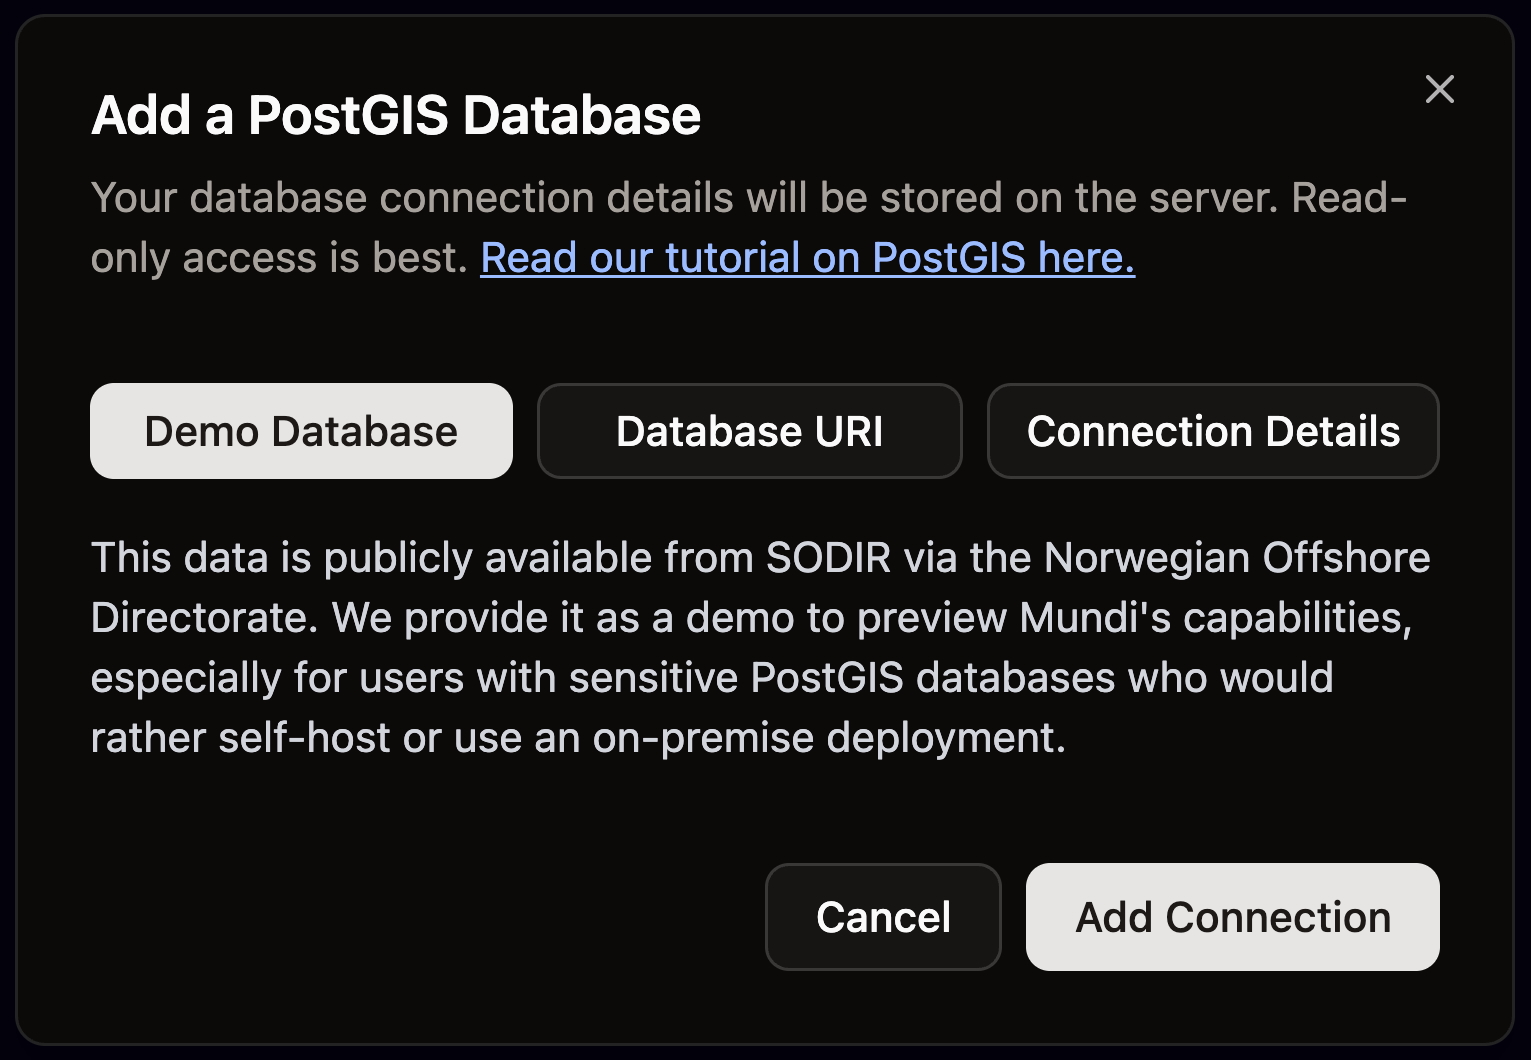 Add a PostGIS Database
Your database connection details will be stored on the server. Read-
only access is best. Read our tutorial on PostGIS here.
Demo Database
Database URI
Connection Details
This data is publicly available from SODIR via the Norwegian Offshore
Directorate. We provide it as a demo to preview Mundi's capabilities,
especially for users with sensitive PostGIS databases who would
rather self-host or use an on-premise deployment.
Cancel
Add Connection